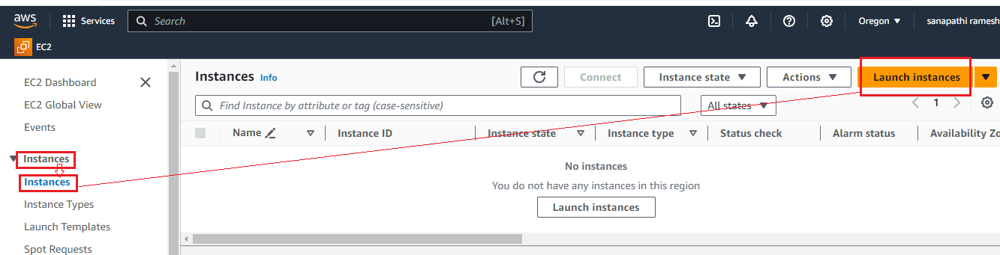 aws Services Search [Alt+S] Oregon sanapathi ramesh
EC2
EC2 Dashboard
EC2 Global View
Events
Instances
Instances
Instance Types
Launch Templates
Spot Requests
Instances Info Connect Instance state Actions Launch instances
Find Instance by attribute or tag (case-sensitive) All states 1
Name Instance ID Instance state Instance type Status check Alarm status Availability Zo
No instances
You do not have any instances in this region
Launch instances